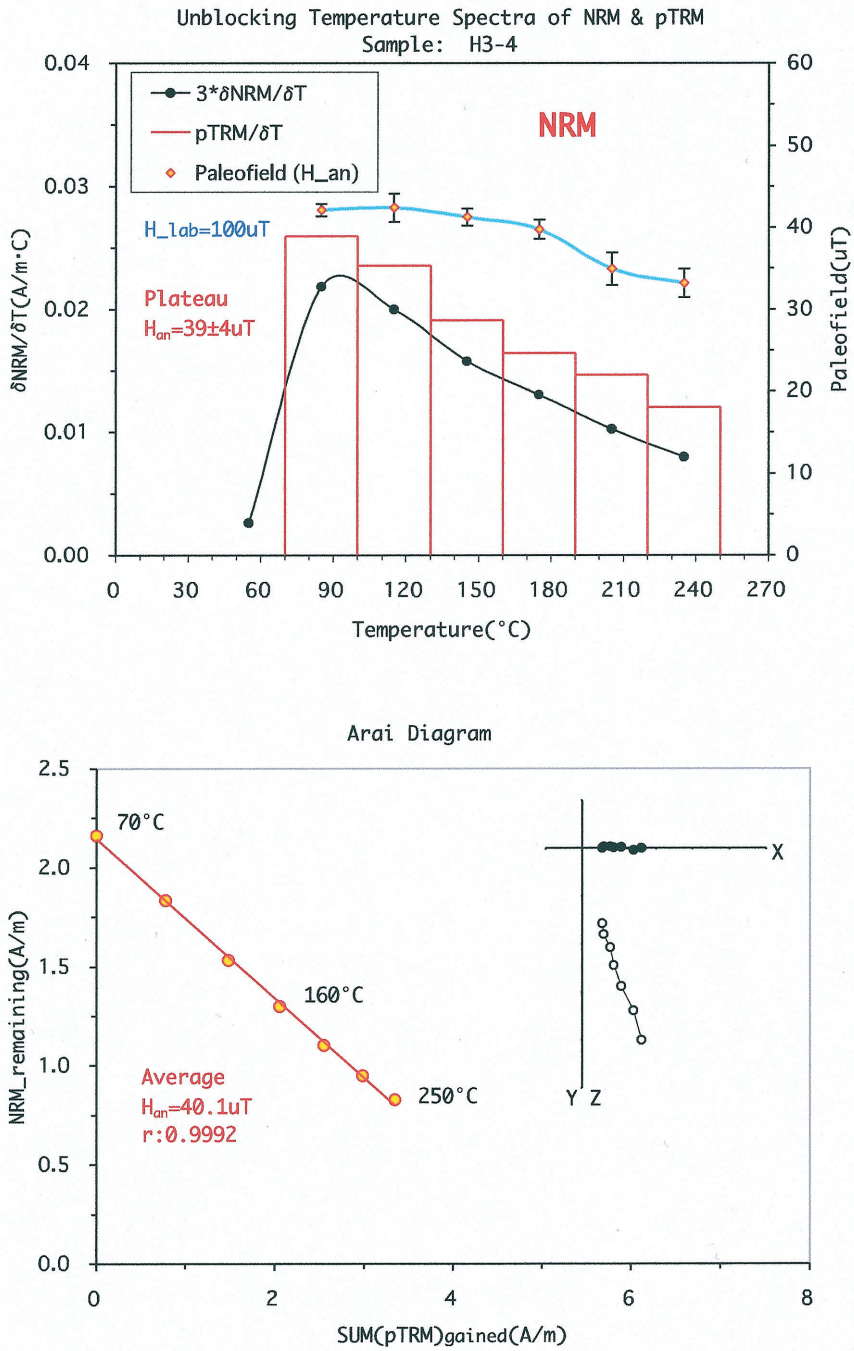 Unblocking Temperature Spectra of NRM & pTRM
Sample: H3-4
0.04
0.03
0.02
0.01
0.00
δNRM/δT(A/m·C)
3*δNRM/δT
pTRM/δT
Paleofield (H_an)
NRM
H_lab=100uT
Plateau
Han=39±4uT
60
50
40
30
20
10
0
Paleofield(uT)
0 30 60 90 120 150 180 210 240 270
Temperature(°C)
Arai Diagram
2.5
2.0
1.5
1.0
0.5
0.0
NRM_remaining(A/m)
70°C
160°C
250°C
Average
Han=40.1uT
r:0.9992
X
Y Z
0 2 4 6 8
SUM(pTRM)gained(A/m)